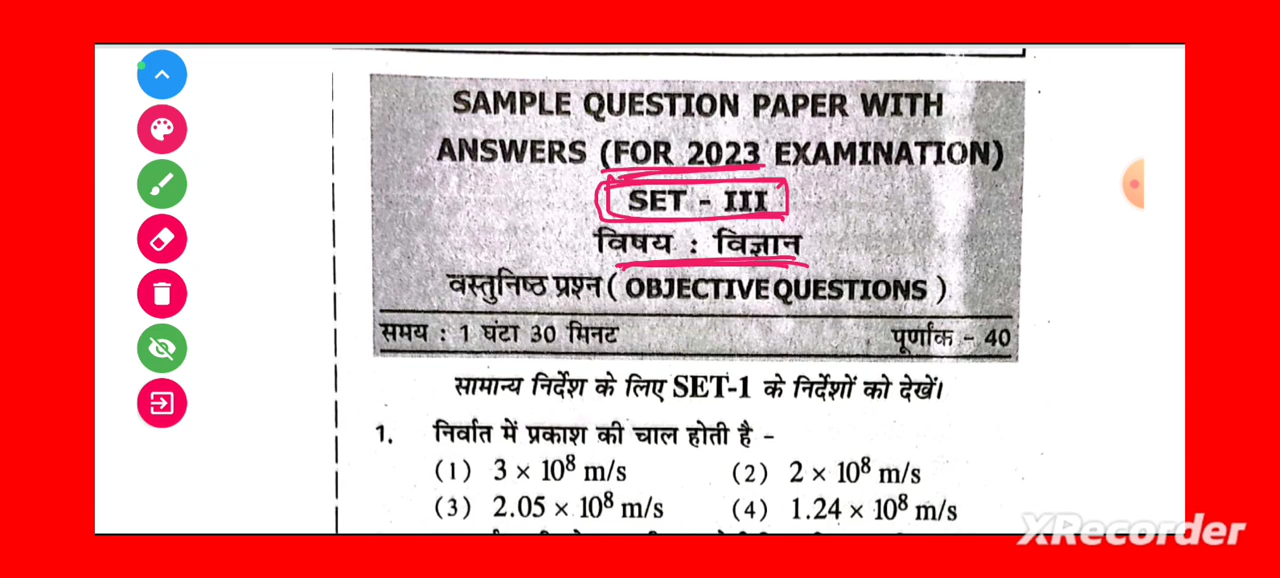 SAMPLE QUESTION PAPER WITH
ANSWERS (FOR 2023 EXAMINATION)
SET - III
विषय : विज्ञान
वस्तुनिष्ठ प्रश्न ( OBJECTIVE QUESTIONS )
समय : 1 घंटा 30 मिनट पूर्णांक - 40
सामान्य निर्देश के लिए SET-1 के निर्देशों को देखें।
1. निर्वात में प्रकाश की चाल होती है -
(1) 3 × 10⁸ m/s (2) 2 × 10⁸ m/s
(3) 2.05 × 10⁸ m/s (4) 1.24 × 10⁸ m/s
XRecorder